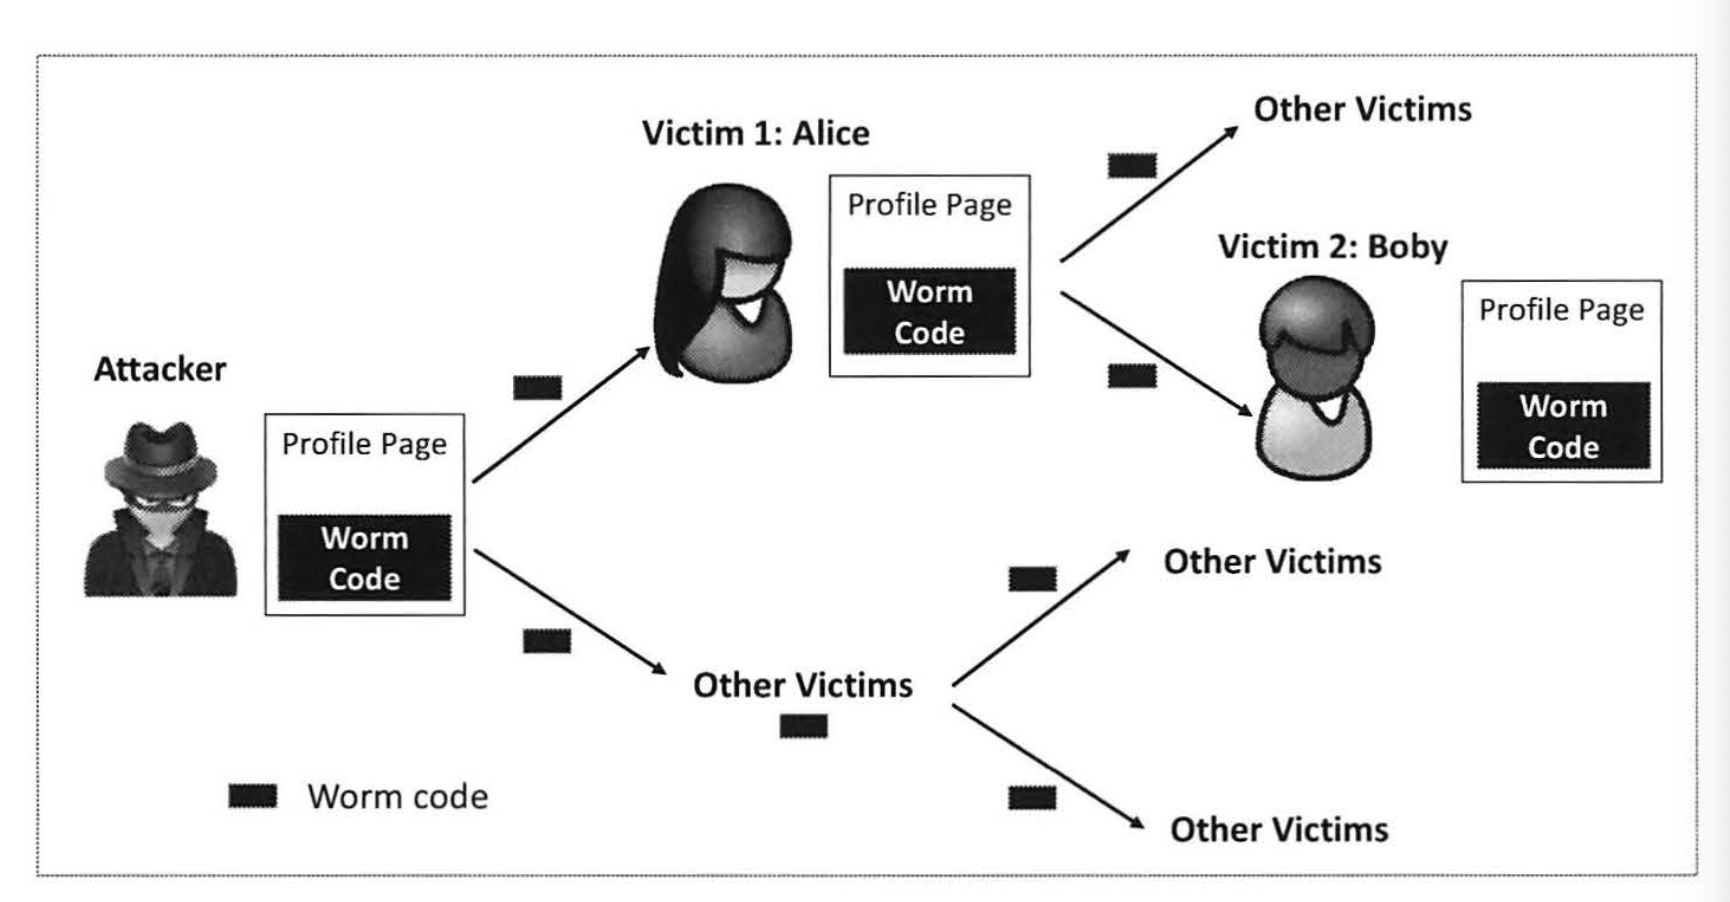 Other Victims
Victim 1: Alice
Profile Page
Worm
Code
Victim 2: Boby
Profile Page
Worm
Code
Attacker
Profile Page
Worm
Code
Other Victims
Other Victims
Worm code
Other Victims